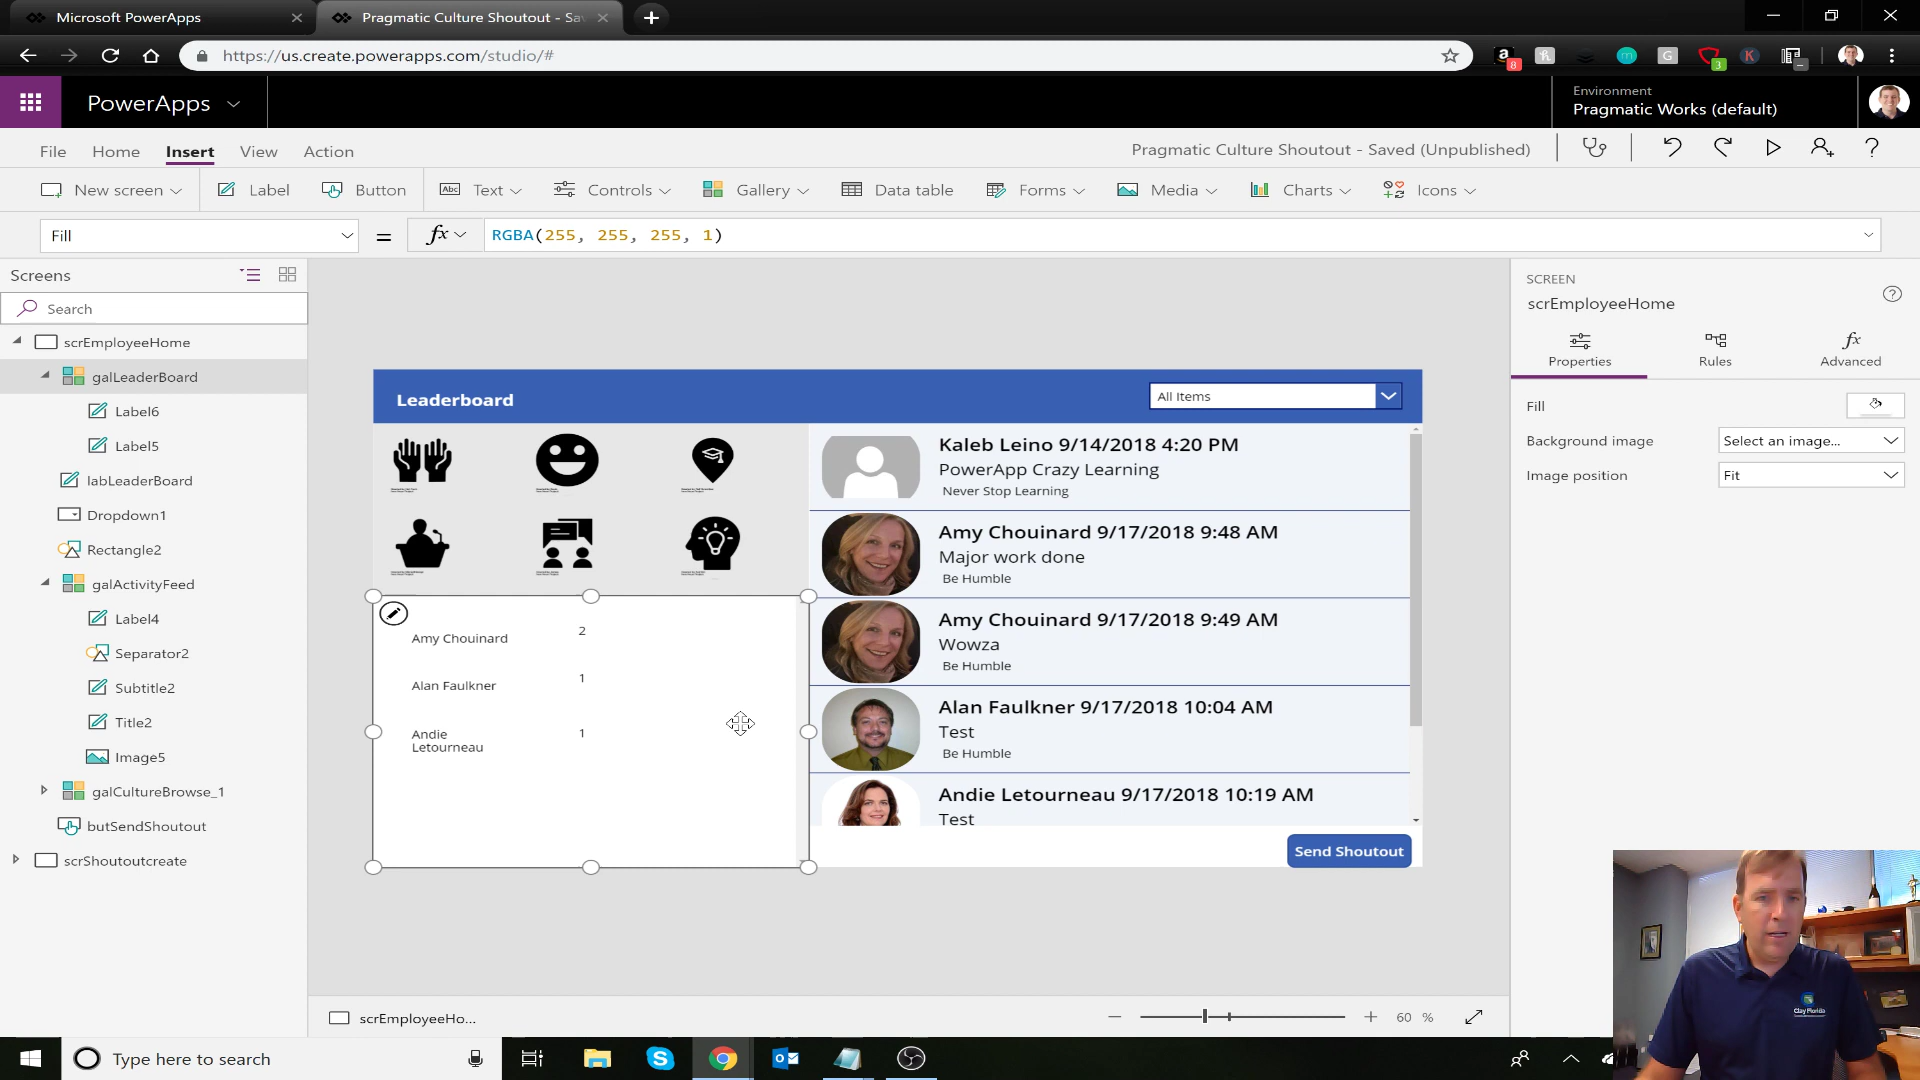 Microsoft PowerApps
Pragmatic Culture Shoutout - Sav
https://us.create.powerapps.com/studio/#
PowerApps
Environment
Pragmatic Works (default)
File Home Insert View Action
Pragmatic Culture Shoutout - Saved (Unpublished)
New screen Label Button Text Controls Gallery Data table Forms Media Charts Icons
Fill = fx RGBA(255, 255, 255, 1)
Screens
Search
scrEmployeeHome
galLeaderBoard
Label6
Label5
labLeaderBoard
Dropdown1
Rectangle2
galActivityFeed
Label4
Separator2
Subtitle2
Title2
Image5
galCultureBrowse_1
butSendShoutout
scrShoutoutcreate
Leaderboard
All Items
Amy Chouinard 2
Alan Faulkner 1
Andie
Letourneau 1
Kaleb Leino 9/14/2018 4:20 PM
PowerApp Crazy Learning
Never Stop Learning
Amy Chouinard 9/17/2018 9:48 AM
Major work done
Be Humble
Amy Chouinard 9/17/2018 9:49 AM
Wowza
Be Humble
Alan Faulkner 9/17/2018 10:04 AM
Test
Be Humble
Andie Letourneau 9/17/2018 10:19 AM
Test
Send Shoutout
SCREEN
scrEmployeeHome
Properties Rules Advanced
Fill
Background image Select an image...
Image position Fit
scrEmployeeHo...
60 %
Clay Florida
Type here to search